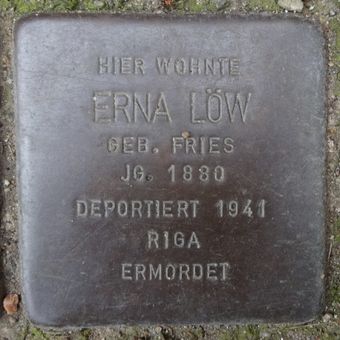 HIER WOHNTE
ERNA LÖW
GEB. FRIES
JG. 1880
DEPORTIERT 1941
RIGA
ERMORDET